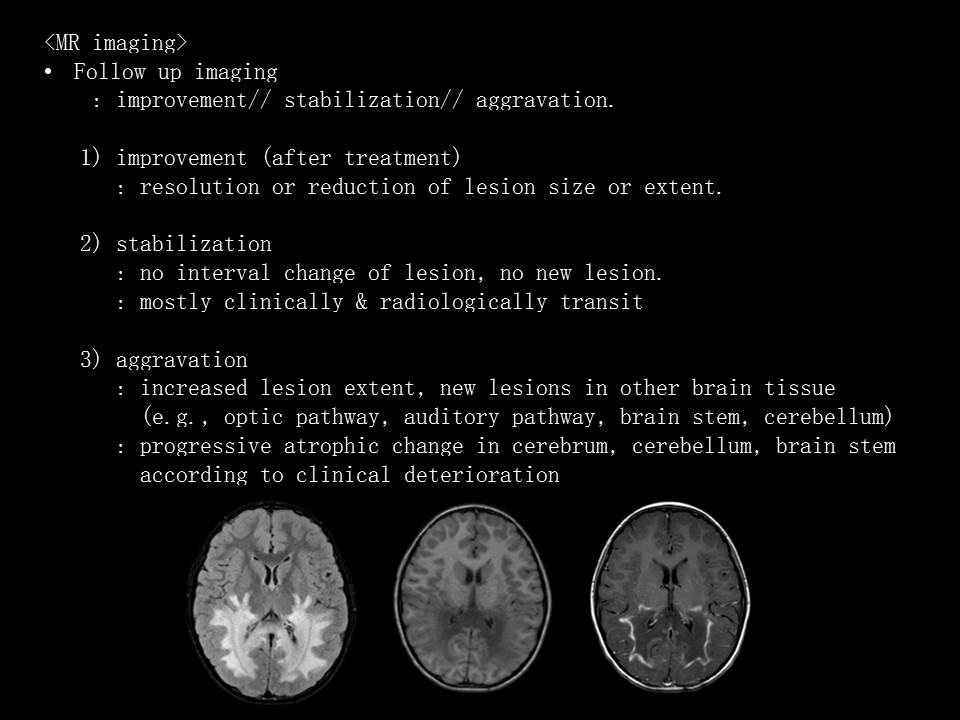 <MR imaging>
• Follow up imaging
: improvement// stabilization// aggravation.
1) improvement (after treatment)
: resolution or reduction of lesion size or extent.
2) stabilization
: no interval change of lesion, no new lesion.
: mostly clinically & radiologically transit
3) aggravation
: increased lesion extent, new lesions in other brain tissue
(e.g., optic pathway, auditory pathway, brain stem, cerebellum)
: progressive atrophic change in cerebrum, cerebellum, brain stem
according to clinical deterioration